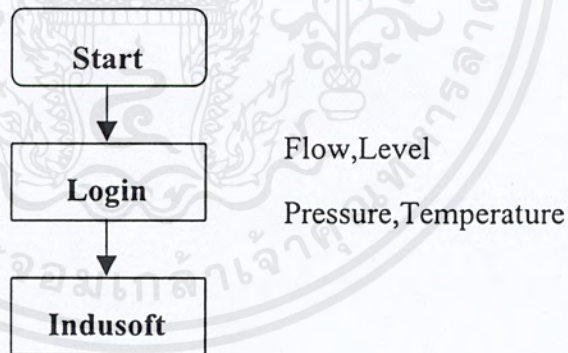 Start
Flow,Level
Login
Pressure,Temperature
Indusoft